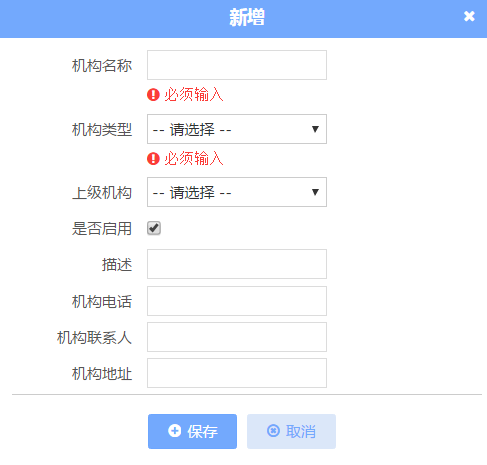 新增
机构名称
必须输入
机构类型 -- 请选择 --
必须输入
上级机构 -- 请选择 --
是否启用
描述
机构电话
机构联系人
机构地址
保存 取消